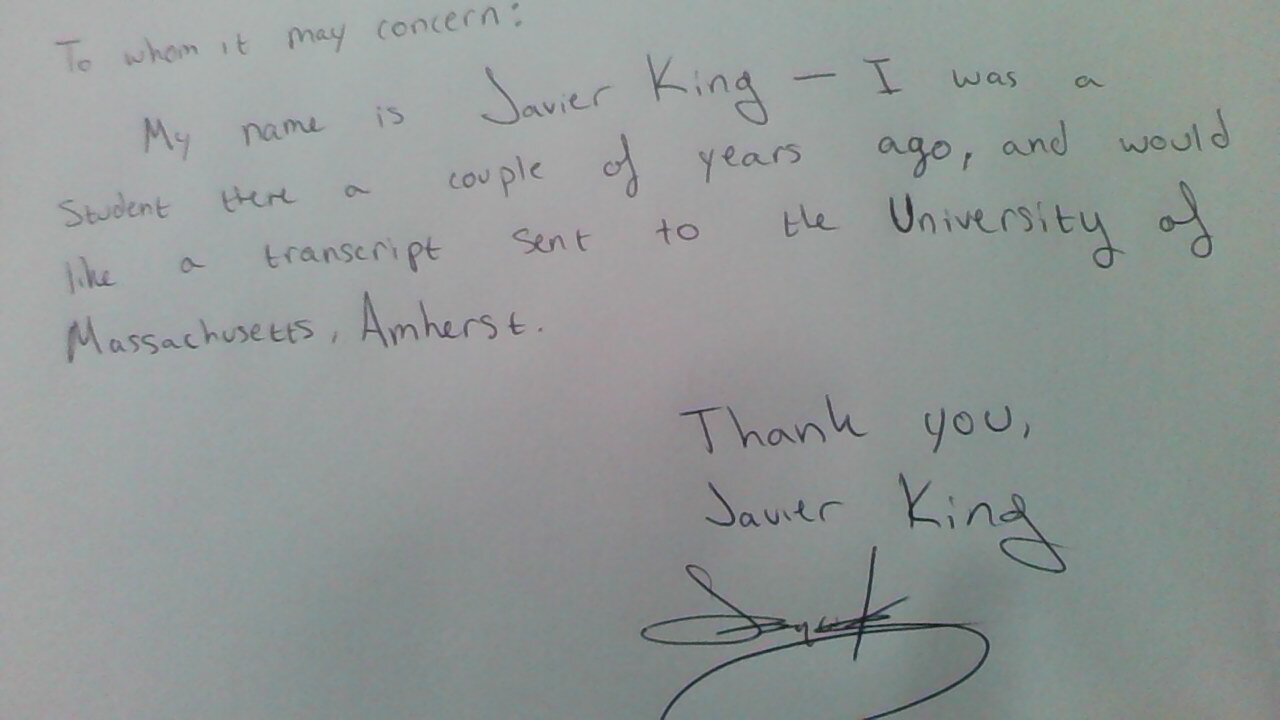 To whom it may concern:
My name is Javier King — I was a
student there a couple of years ago, and would
like a transcript sent to the University of
Massachusetts, Amherst.
Thank you,
Javier King